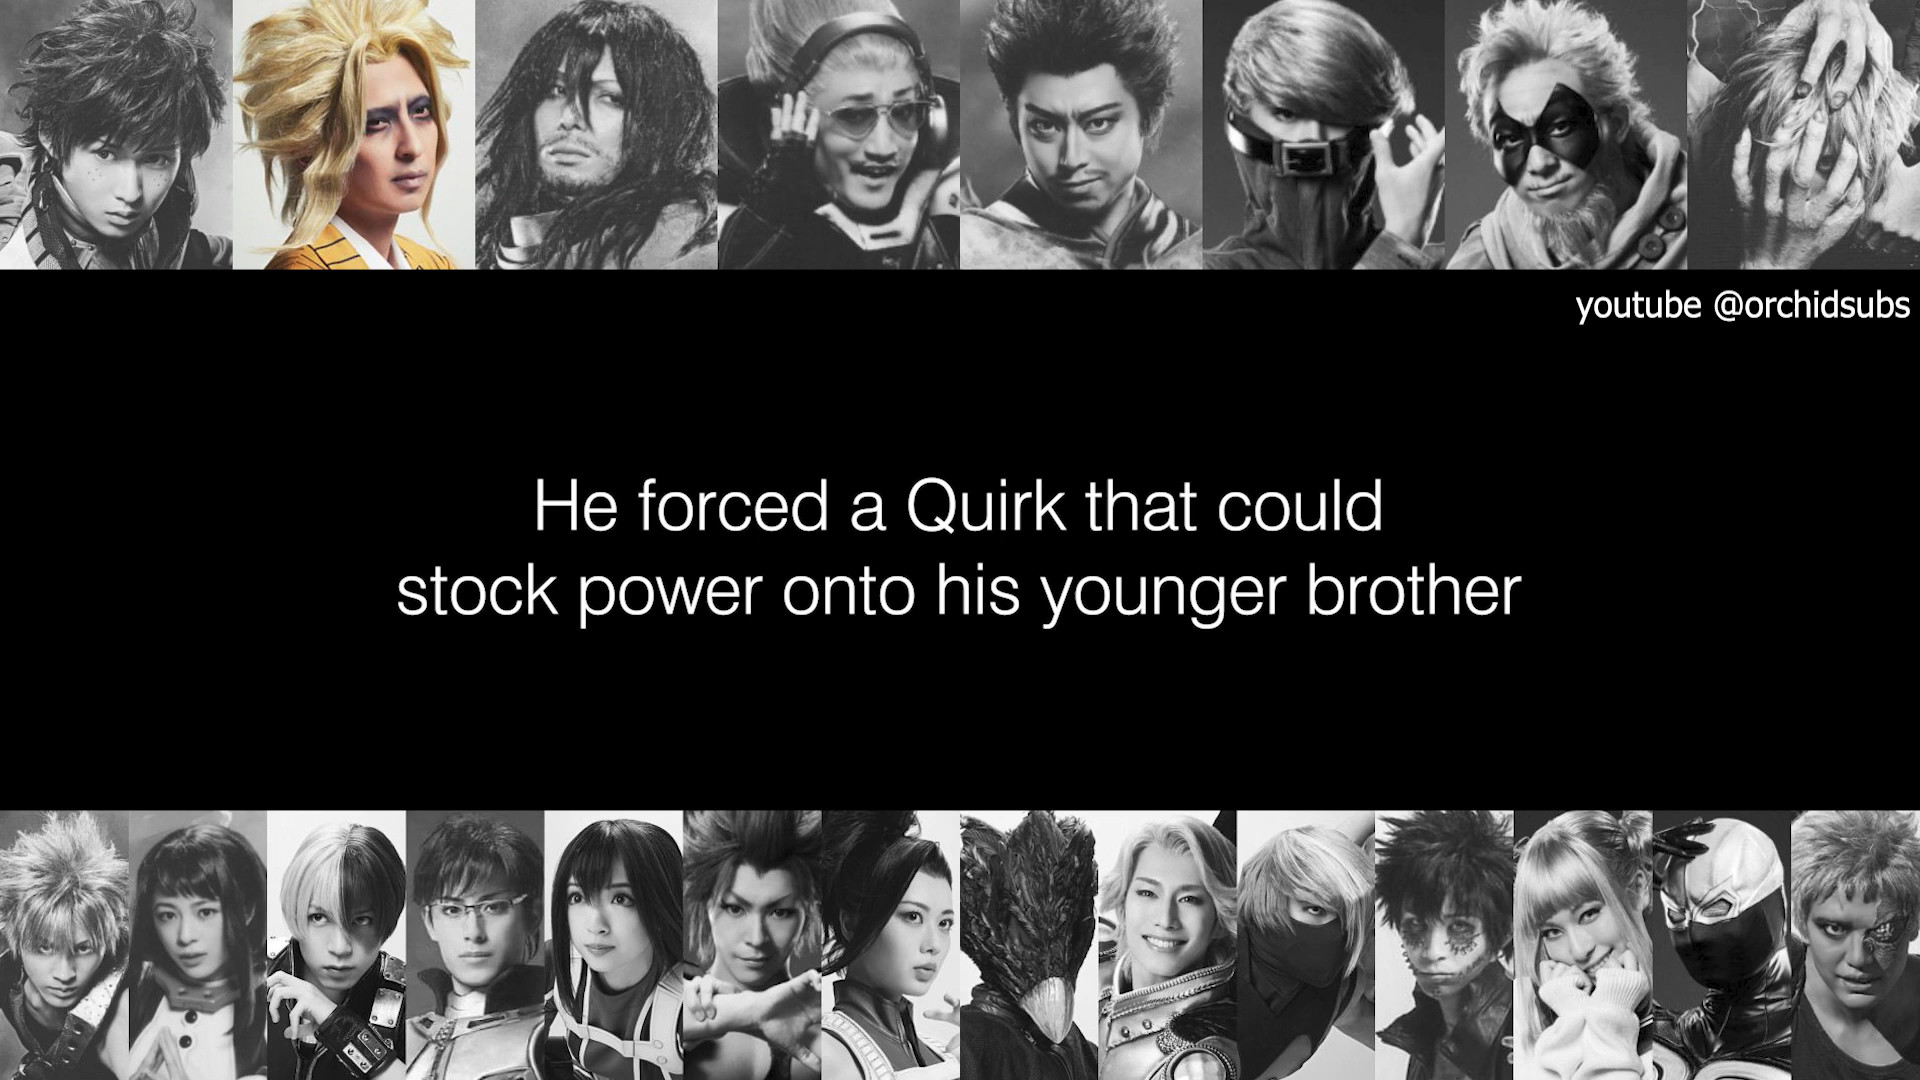 youtube @orchidsubs
He forced a Quirk that could
stock power onto his younger brother